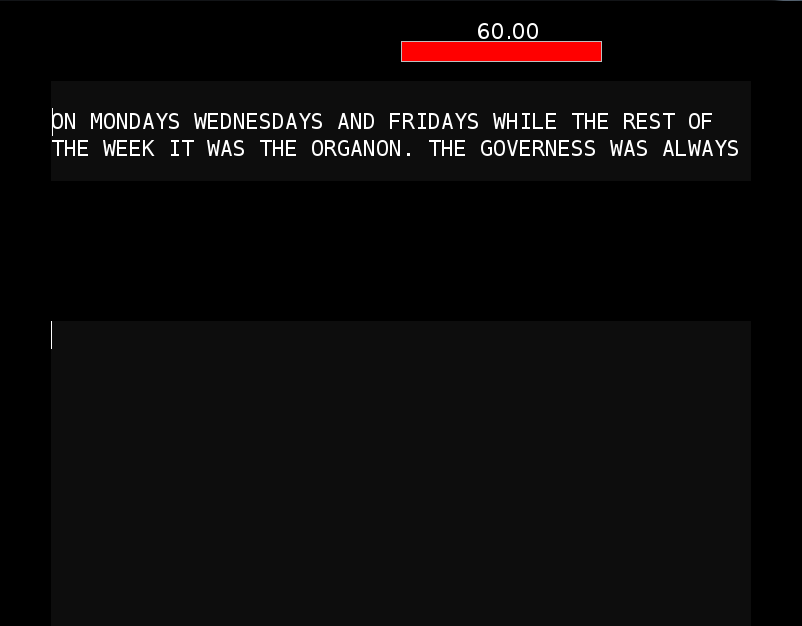 60.00
ON MONDAYS WEDNESDAYS AND FRIDAYS WHILE THE REST OF
THE WEEK IT WAS THE ORGANON. THE GOVERNESS WAS ALWAYS